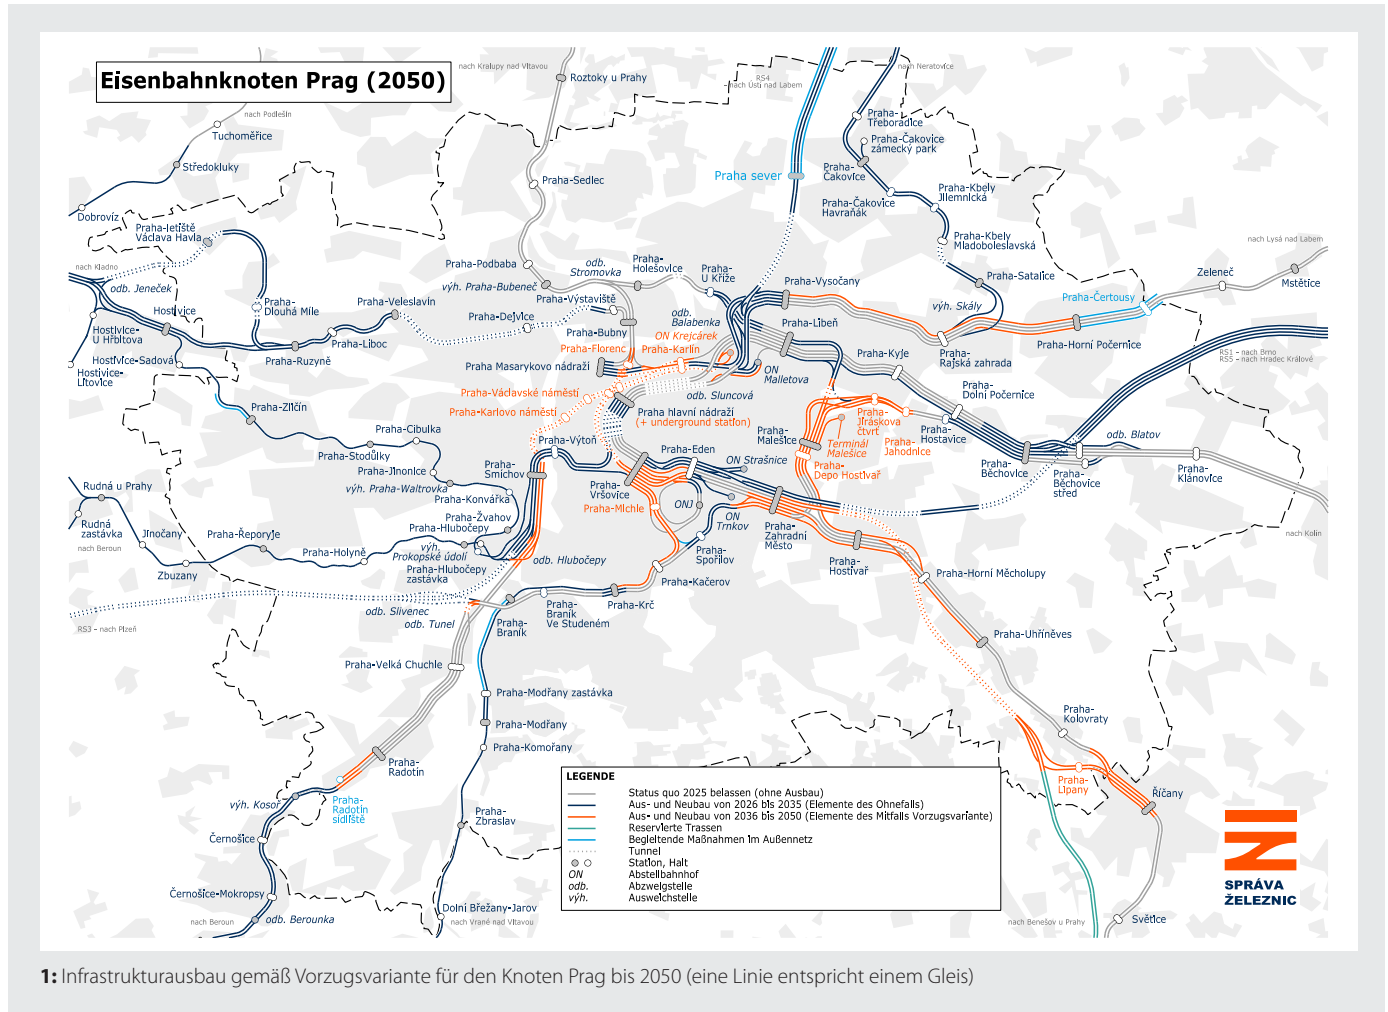 Eisenbahnknoten Prag (2050)
nach Kralupy nad Vltavou
Roztoky u Prahy
RS4
– nach Ústí nad Labem
nach Neratovice
nach Podlešín
Tuchoměřice
Středokluky
Dobrovíz
Praha-letiště
Václava Havla
nach Kladno
odb. Jeneček
Hostivice
Hostivice-
U Hřbitova
Hostivice-Sadová
Hostivice-
Litovice
Praha-
Dlouhá Míle
Praha-Ruzyně
Praha-
Liboc
Praha-Veleslavín
Praha-Sedlec
Praha-Podbaba
výh. Praha-Bubeneč
odb.
Stromovka
Praha-
Holešovice
Praha-
U Kříže
Praha-Výstaviště
Praha-Dejvice
Praha-Bubny
odb.
Balabenka
ON Krejcárek
Praha-Florenc
Praha-Karlín
Praha Masarykovo nádraží
Praha-Václavské náměstí
Praha-Karlovo náměstí
odb. Sluncová
Praha hlavní nádraží
(+ underground station)
Praha sever
Praha-
Třeboradice
Praha-Čakovice
zámecký park
Praha-
Čakovice
Praha-Čakovice
Havraňák
Praha-Kbely
Jilemnická
Praha-Kbely
Mladoboleslavská
Praha-Satalice
výh. Skály
Praha-Vysočany
Praha-Libeň
ON
Malletova
Praha-Kyje
Praha-
Rajská zahrada
Praha-Čertousy
Praha-Horní Počernice
nach Lysá nad Labem
Zeleneč
Mstětice
RS1 – nach Brno
RS5 – nach Hradec Králové
Praha-
Dolní Počernice
Praha-
Jiráskova
čtvrť
Praha-
Hostavice
Praha-
Jahodnice
Praha-
Malešice
Terminál
Malešice
Praha-
Depo Hostivař
Praha-
Běchovice
Praha-
Běchovice
střed
odb. Blatov
Praha-
Klánovice
nach Kolín
Praha-Zličín
Praha-
Stodůlky
Praha-Cibulka
Praha-Jinonice
výh. Praha-Waltrovka
Praha-Konvářka
Praha-Žvahov
Praha-Hlubočepy
výh.
Prokopské údolí
Praha-Hlubočepy
zastávka
Praha-
Smíchov
Praha-Výtoň
Praha-
Vršovice
Praha-Eden
ON Strašnice
Praha-Michle
ONJ
ON
Trnkov
Praha-
Zahradní
Město
Praha-
Spořilov
Praha-Kačerov
Praha-
Hostivař
Praha-Horní Měcholupy
Praha-Uhříněves
Praha-
Kolovraty
Praha-
Lipany
Říčany
Světice
nach Benešov u Prahy
Rudná u Prahy
Rudná
zastávka
nach Beroun
Jinočany
Zbuzany
Praha-Řeporyje
Praha-Holyně
RS3 – nach Plzeň
odb. Hlubočepy
odb. Slivenec
odb. Tunel
Praha-
Braník
Praha-
Braník
Ve Studeném
Praha-Krč
Praha-Velká Chuchle
Praha-Modřany zastávka
Praha-Modřany
Praha-Komořany
Praha-
Radotín
Praha-
Radotín
sídliště
výh. Kosoř
Černošice
Černošice-Mokropsy
nach Beroun
odb. Berounka
Praha-
Zbraslav
Dolní Břežany-Jarov
nach Vrané nad Vltavou
LEGENDE
Status quo 2025 belassen (ohne Ausbau)
Aus- und Neubau von 2026 bis 2035 (Elemente des Ohnefalls)
Aus- und Neubau von 2036 bis 2050 (Elemente des Mitfalls Vorzugsvariante)
Reservierte Trassen
Begleitende Maßnahmen im Außennetz
Tunnel
Station, Halt
ON Abstellbahnhof
odb. Abzweigstelle
výh. Ausweichstelle
SPRÁVA
ŽELEZNIC
1: Infrastrukturausbau gemäß Vorzugsvariante für den Knoten Prag bis 2050 (eine Linie entspricht einem Gleis)